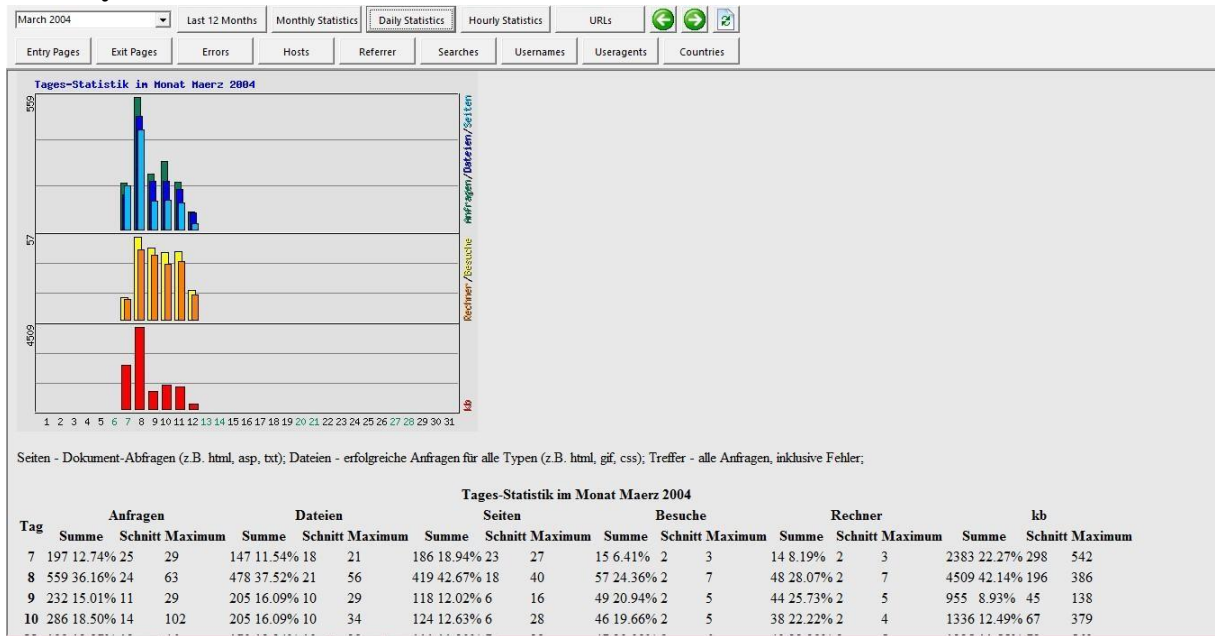 March 2004 Last 12 Months Monthly Statistics Daily Statistics Hourly Statistics URLs
Entry Pages Exit Pages Errors Hosts Referrer Searches Usernames Useragents Countries
Tages-Statistik im Monat Maerz 2004
559
Anfragen/Dateien/Seiten
57
Rechner/Besuche
4509
kb
1 2 3 4 5 6 7 8 9 10 11 12 13 14 15 16 17 18 19 20 21 22 23 24 25 26 27 28 29 30 31
Seiten - Dokument-Abfragen (z.B. html, asp, txt); Dateien - erfolgreiche Anfragen für alle Typen (z.B. html, gif, css); Treffer - alle Anfragen, inklusive Fehler;
Tages-Statistik im Monat Maerz 2004
Tag Anfragen Dateien Seiten Besuche Rechner kb
Summe Schnitt Maximum Summe Schnitt Maximum Summe Schnitt Maximum Summe Schnitt Maximum Summe Schnitt Maximum Summe Schnitt Maximum
7 197 12.74% 25 29 147 11.54% 18 21 186 18.94% 23 27 15 6.41% 2 3 14 8.19% 2 3 2383 22.27% 298 542
8 559 36.16% 24 63 478 37.52% 21 56 419 42.67% 18 40 57 24.36% 2 7 48 28.07% 2 7 4509 42.14% 196 386
9 232 15.01% 11 29 205 16.09% 10 29 118 12.02% 6 16 49 20.94% 2 5 44 25.73% 2 5 955 8.93% 45 138
10 286 18.50% 14 102 205 16.09% 10 34 124 12.63% 6 28 46 19.66% 2 5 38 22.22% 2 4 1336 12.49% 67 379